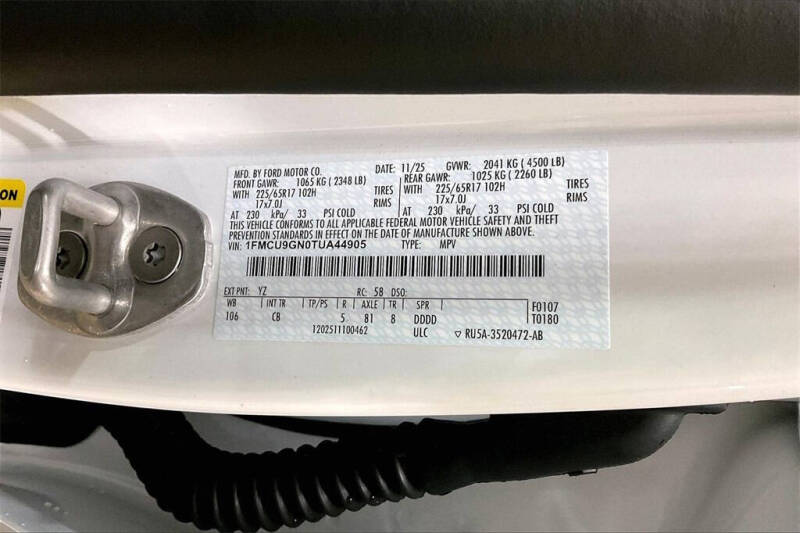 ON
MFD. BY FORD MOTOR CO. DATE: 11/25 GVWR: 2041 KG ( 4500 LB)
FRONT GAWR: 1065 KG ( 2348 LB) REAR GAWR: 1025 KG ( 2260 LB)
WITH 225/65R17 102H TIRES WITH 225/65R17 102H TIRES
17x7.0J RIMS 17x7.0J RIMS
AT 230 kPa/ 33 PSI COLD AT 230 kPa/ 33 PSI COLD
THIS VEHICLE CONFORMS TO ALL APPLICABLE FEDERAL MOTOR VEHICLE SAFETY AND THEFT
PREVENTION STANDARDS IN EFFECT ON THE DATE OF MANUFACTURE SHOWN ABOVE.
VIN: 1FMCU9GN0TUA44905 TYPE: MPV
EXT PNT: YZ RC: 58 DSO:
WB INT TR TP/PS R AXLE TR SPR F0107
106 CB 5 81 8 DDDD T0180
1202511100462 ULC ▽ RU5A-3520472-AB